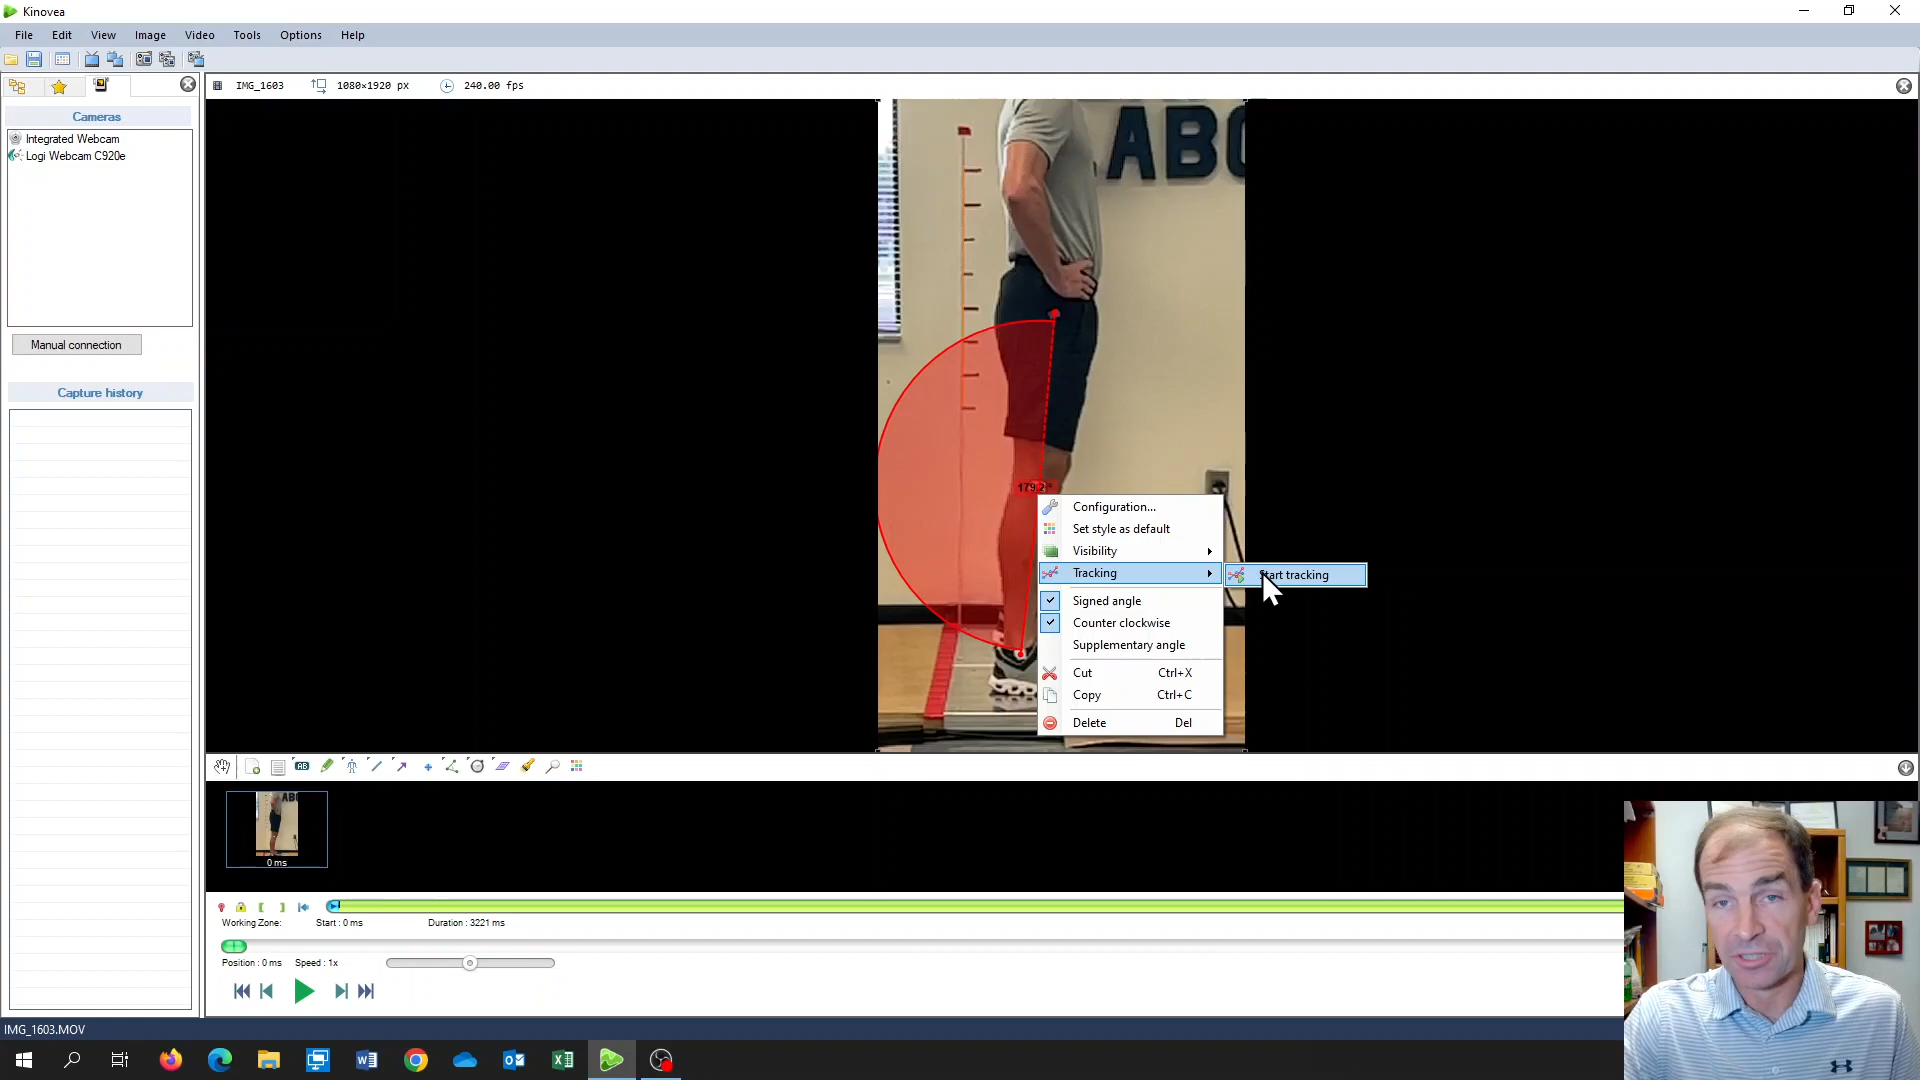 Kinovea
File Edit View Image Video Tools Options Help
IMG_1603 1080×1920 px 240.00 fps
Cameras
Integrated Webcam
Logi Webcam C920e
Manual connection
Capture history
ABC
179.2°
Configuration...
Set style as default
Visibility
Tracking
Start tracking
Signed angle
Counter clockwise
Supplementary angle
Cut Ctrl+X
Copy Ctrl+C
Delete Del
AB
0 ms
Working Zone: Start : 0 ms Duration : 3221 ms
Position : 0 ms Speed : 1x
IMG_1603.MOV